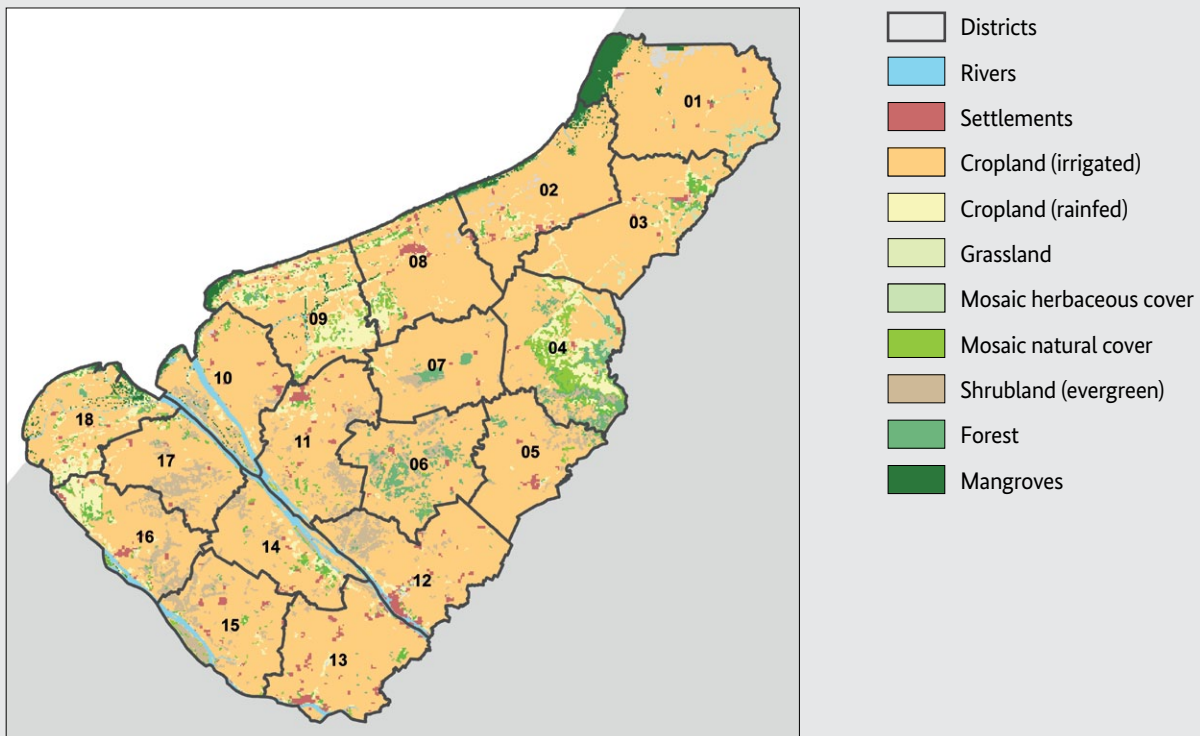 Districts
Rivers
Settlements
Cropland (irrigated)
Cropland (rainfed)
Grassland
Mosaic herbaceous cover
Mosaic natural cover
Shrubland (evergreen)
Forest
Mangroves
01
02
03
08
09
04
07
10
18
11
17
06
05
16
14
12
15
13